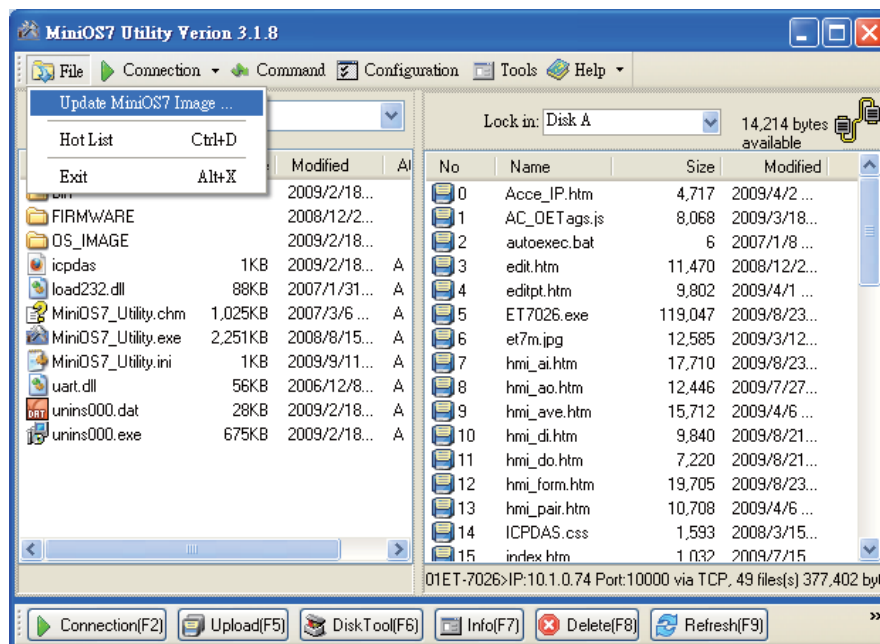 MiniOS7 Utility Verion 3.1.8
File Connection Command Configuration Tools Help
Update MiniOS7 Image ...
Hot List Ctrl+D
Exit Alt+X
Lock in: Disk A
14,214 bytes available
Modified
2009/2/18...
FIRMWARE 2008/12/2...
OS_IMAGE 2009/2/18...
icpdas 1KB 2009/2/18... A
load232.dll 88KB 2007/1/31... A
MiniOS7_Utility.chm 1,025KB 2007/3/6 ... A
MiniOS7_Utility.exe 2,251KB 2008/8/15... A
MiniOS7_Utility.ini 1KB 2009/9/11... A
uart.dll 56KB 2006/12/8... A
unins000.dat 28KB 2009/2/18... A
unins000.exe 675KB 2009/2/18... A
No Name Size Modified
0 Acce_IP.htm 4,717 2009/4/2 ...
1 AC_OETags.js 8,068 2009/3/18...
2 autoexec.bat 6 2007/1/8 ...
3 edit.htm 11,470 2008/12/2...
4 editpt.htm 9,802 2009/4/1 ...
5 ET7026.exe 119,047 2009/8/23...
6 et7m.jpg 12,585 2009/3/12...
7 hmi_ai.htm 17,710 2009/8/23...
8 hmi_ao.htm 12,446 2009/7/27...
9 hmi_ave.htm 15,712 2009/4/6 ...
10 hmi_di.htm 9,840 2009/8/21...
11 hmi_do.htm 7,220 2009/8/21...
12 hmi_form.htm 19,705 2009/8/23...
13 hmi_pair.htm 10,708 2009/4/6 ...
14 ICPDAS.css 1,593 2008/3/15...
15 index.htm 1,032 2009/7/15
01ET-7026>IP:10.1.0.74 Port:10000 via TCP, 49 files(s) 377,402 by
Connection(F2) Upload(F5) DiskTool(F6) Info(F7) Delete(F8) Refresh(F9) »